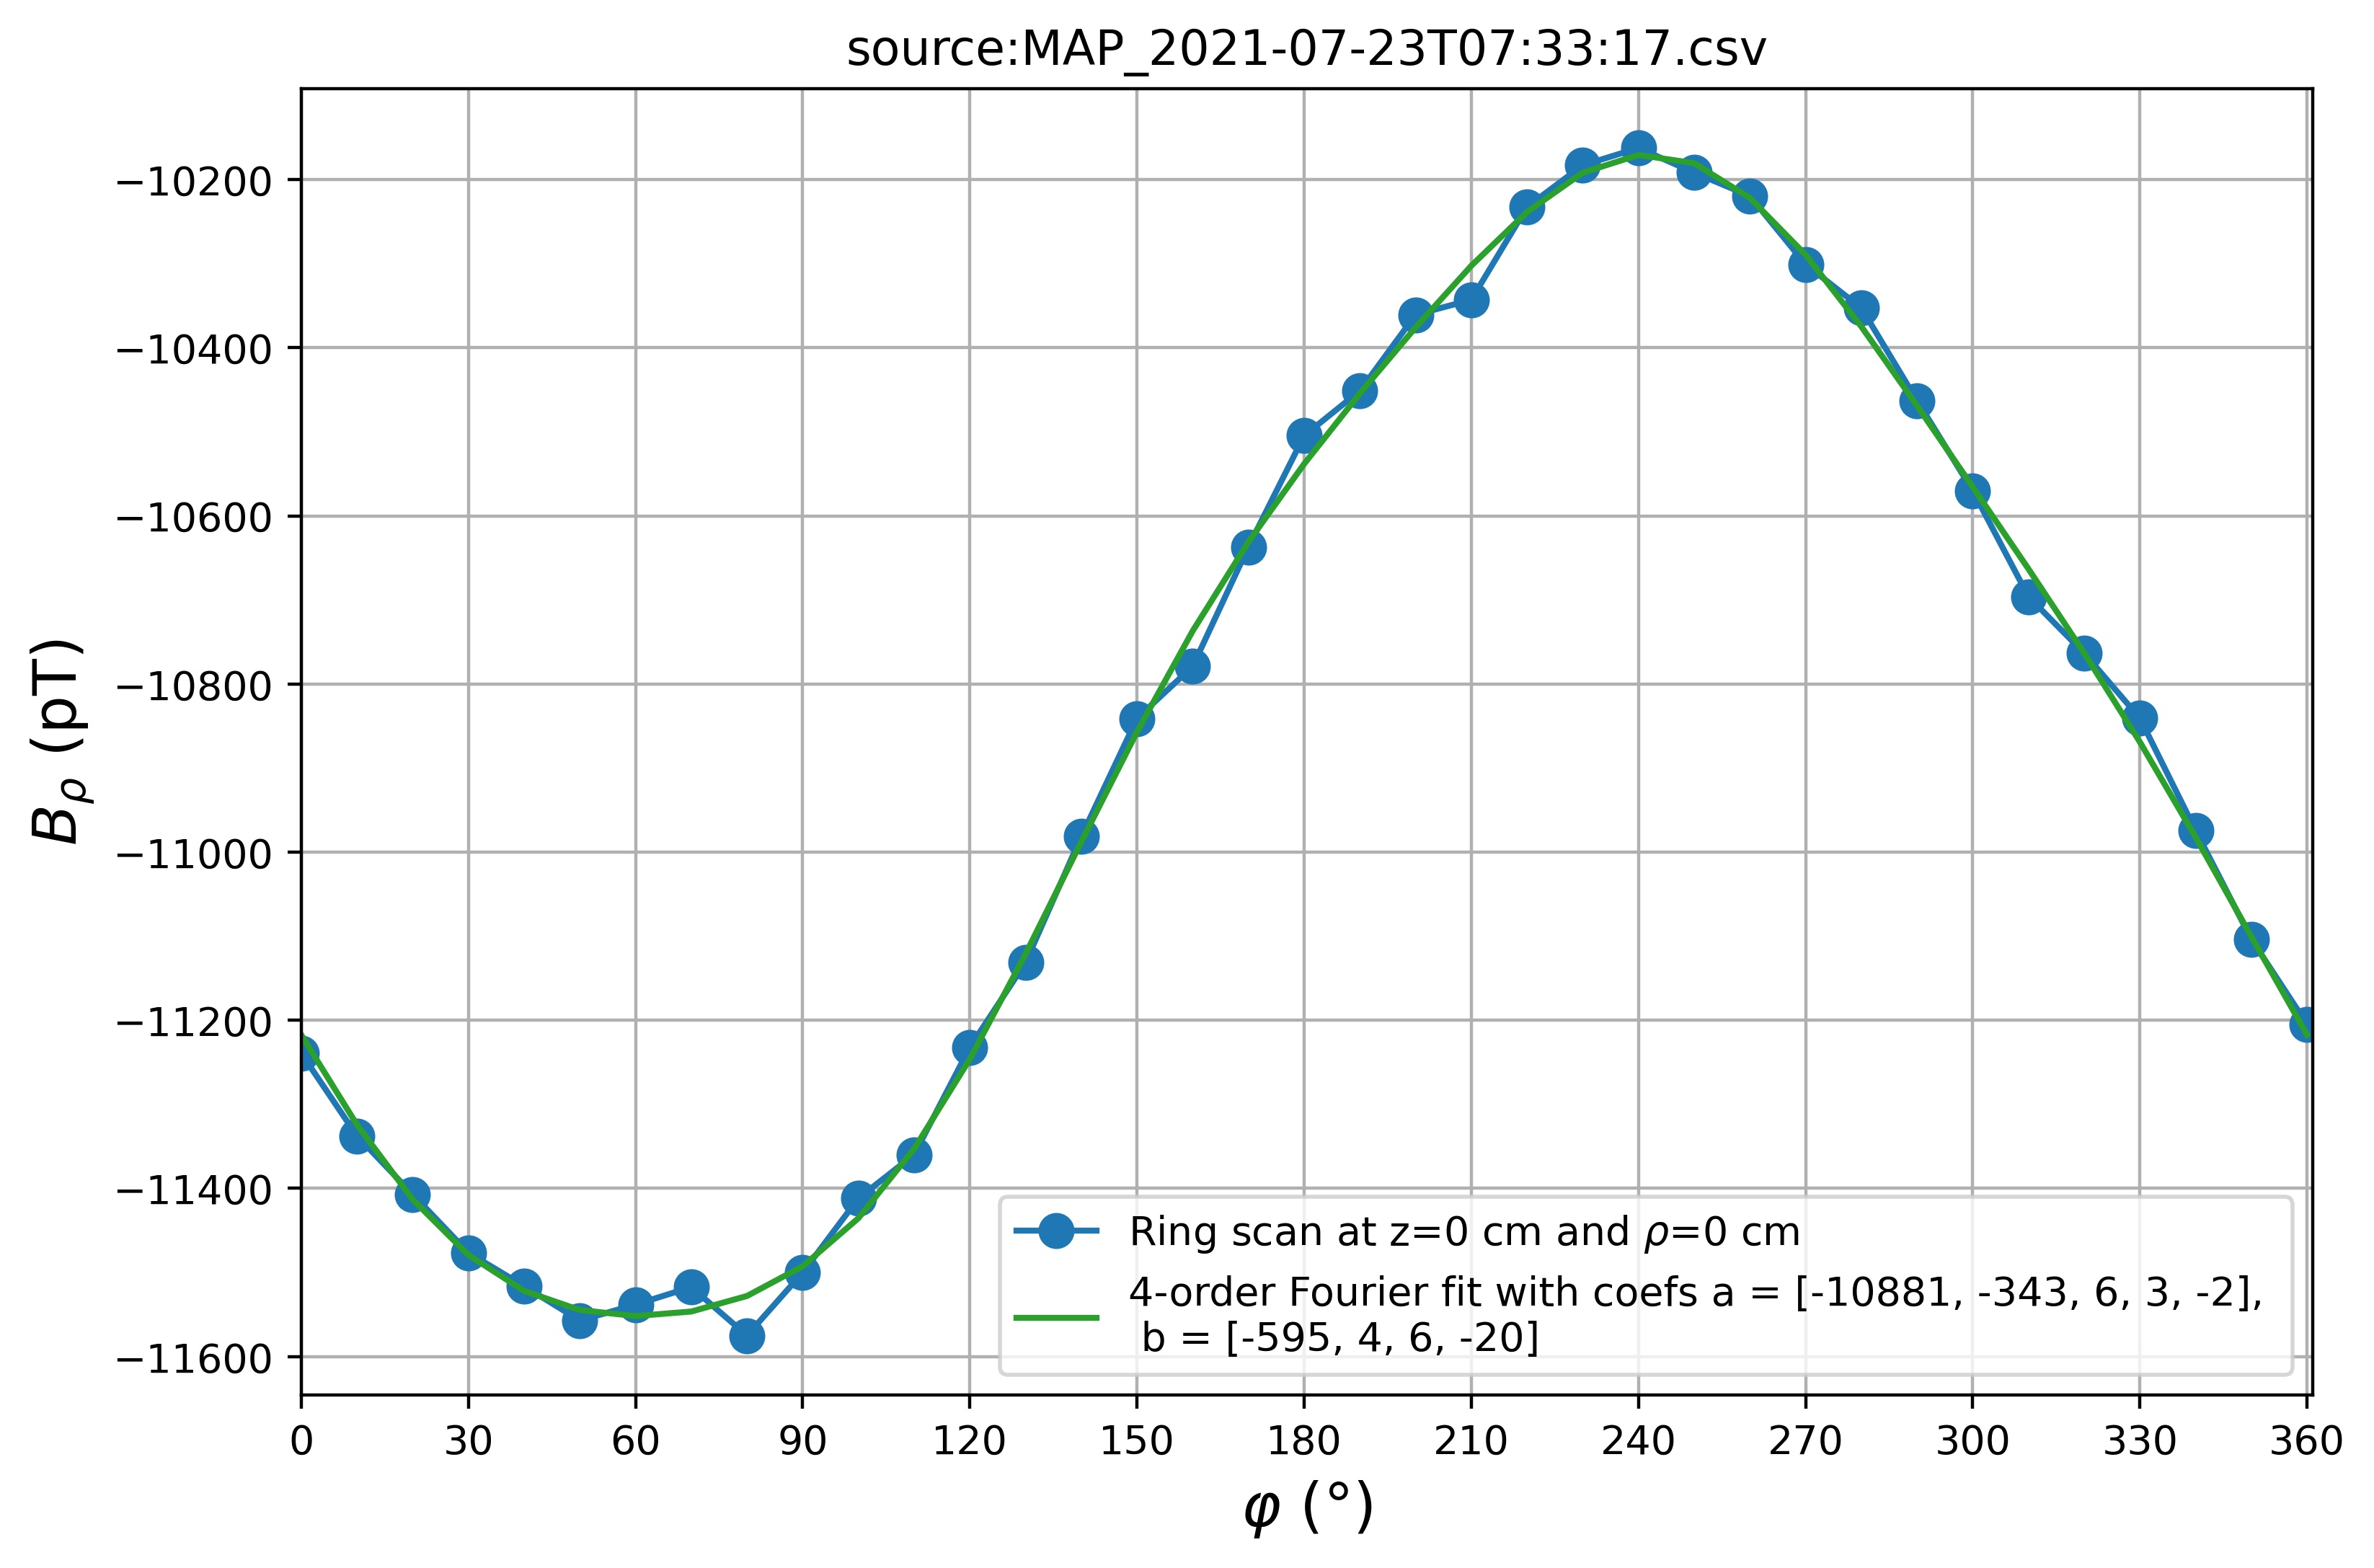 source:MAP_2021-07-23T07:33:17.csv
−10200
−10400
−10600
−10800
−11000
−11200
−11400
−11600
Bρ (pT)
Ring scan at z=0 cm and ρ=0 cm
4-order Fourier fit with coefs a = [-10881, -343, 6, 3, -2],
b = [-595, 4, 6, -20]
0 30 60 90 120 150 180 210 240 270 300 330 360
φ (°)